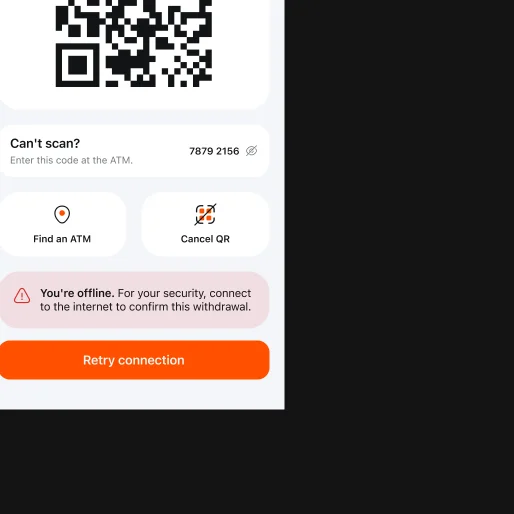 Can't scan?
Enter this code at the ATM.
7879 2156
Find an ATM
Cancel QR
You're offline. For your security, connect
to the internet to confirm this withdrawal.
Retry connection